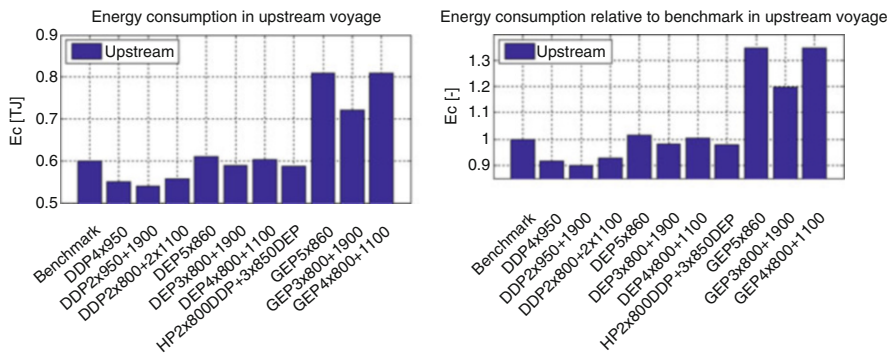 Energy consumption in upstream voyage
0.9
0.8
0.7
0.6
0.5
Ec [TJ]
Upstream
Benchmark
DDP4x950
DDP2x950+1900
DDP2x800+2x1100
DEP5x860
DEP3x800+1900
DEP4x800+1100
HP2x800DDP+3x850DEP
GEP5x860
GEP3x800+1900
GEP4x800+1100
Energy consumption relative to benchmark in upstream voyage
1.3
1.2
1.1
1
0.9
Ec [-]
Upstream
Benchmark
DDP4x950
DDP2x950+1900
DDP2x800+2x1100
DEP5x860
DEP3x800+1900
DEP4x800+1100
HP2x800DDP+3x850DEP
GEP5x860
GEP3x800+1900
GEP4x800+1100